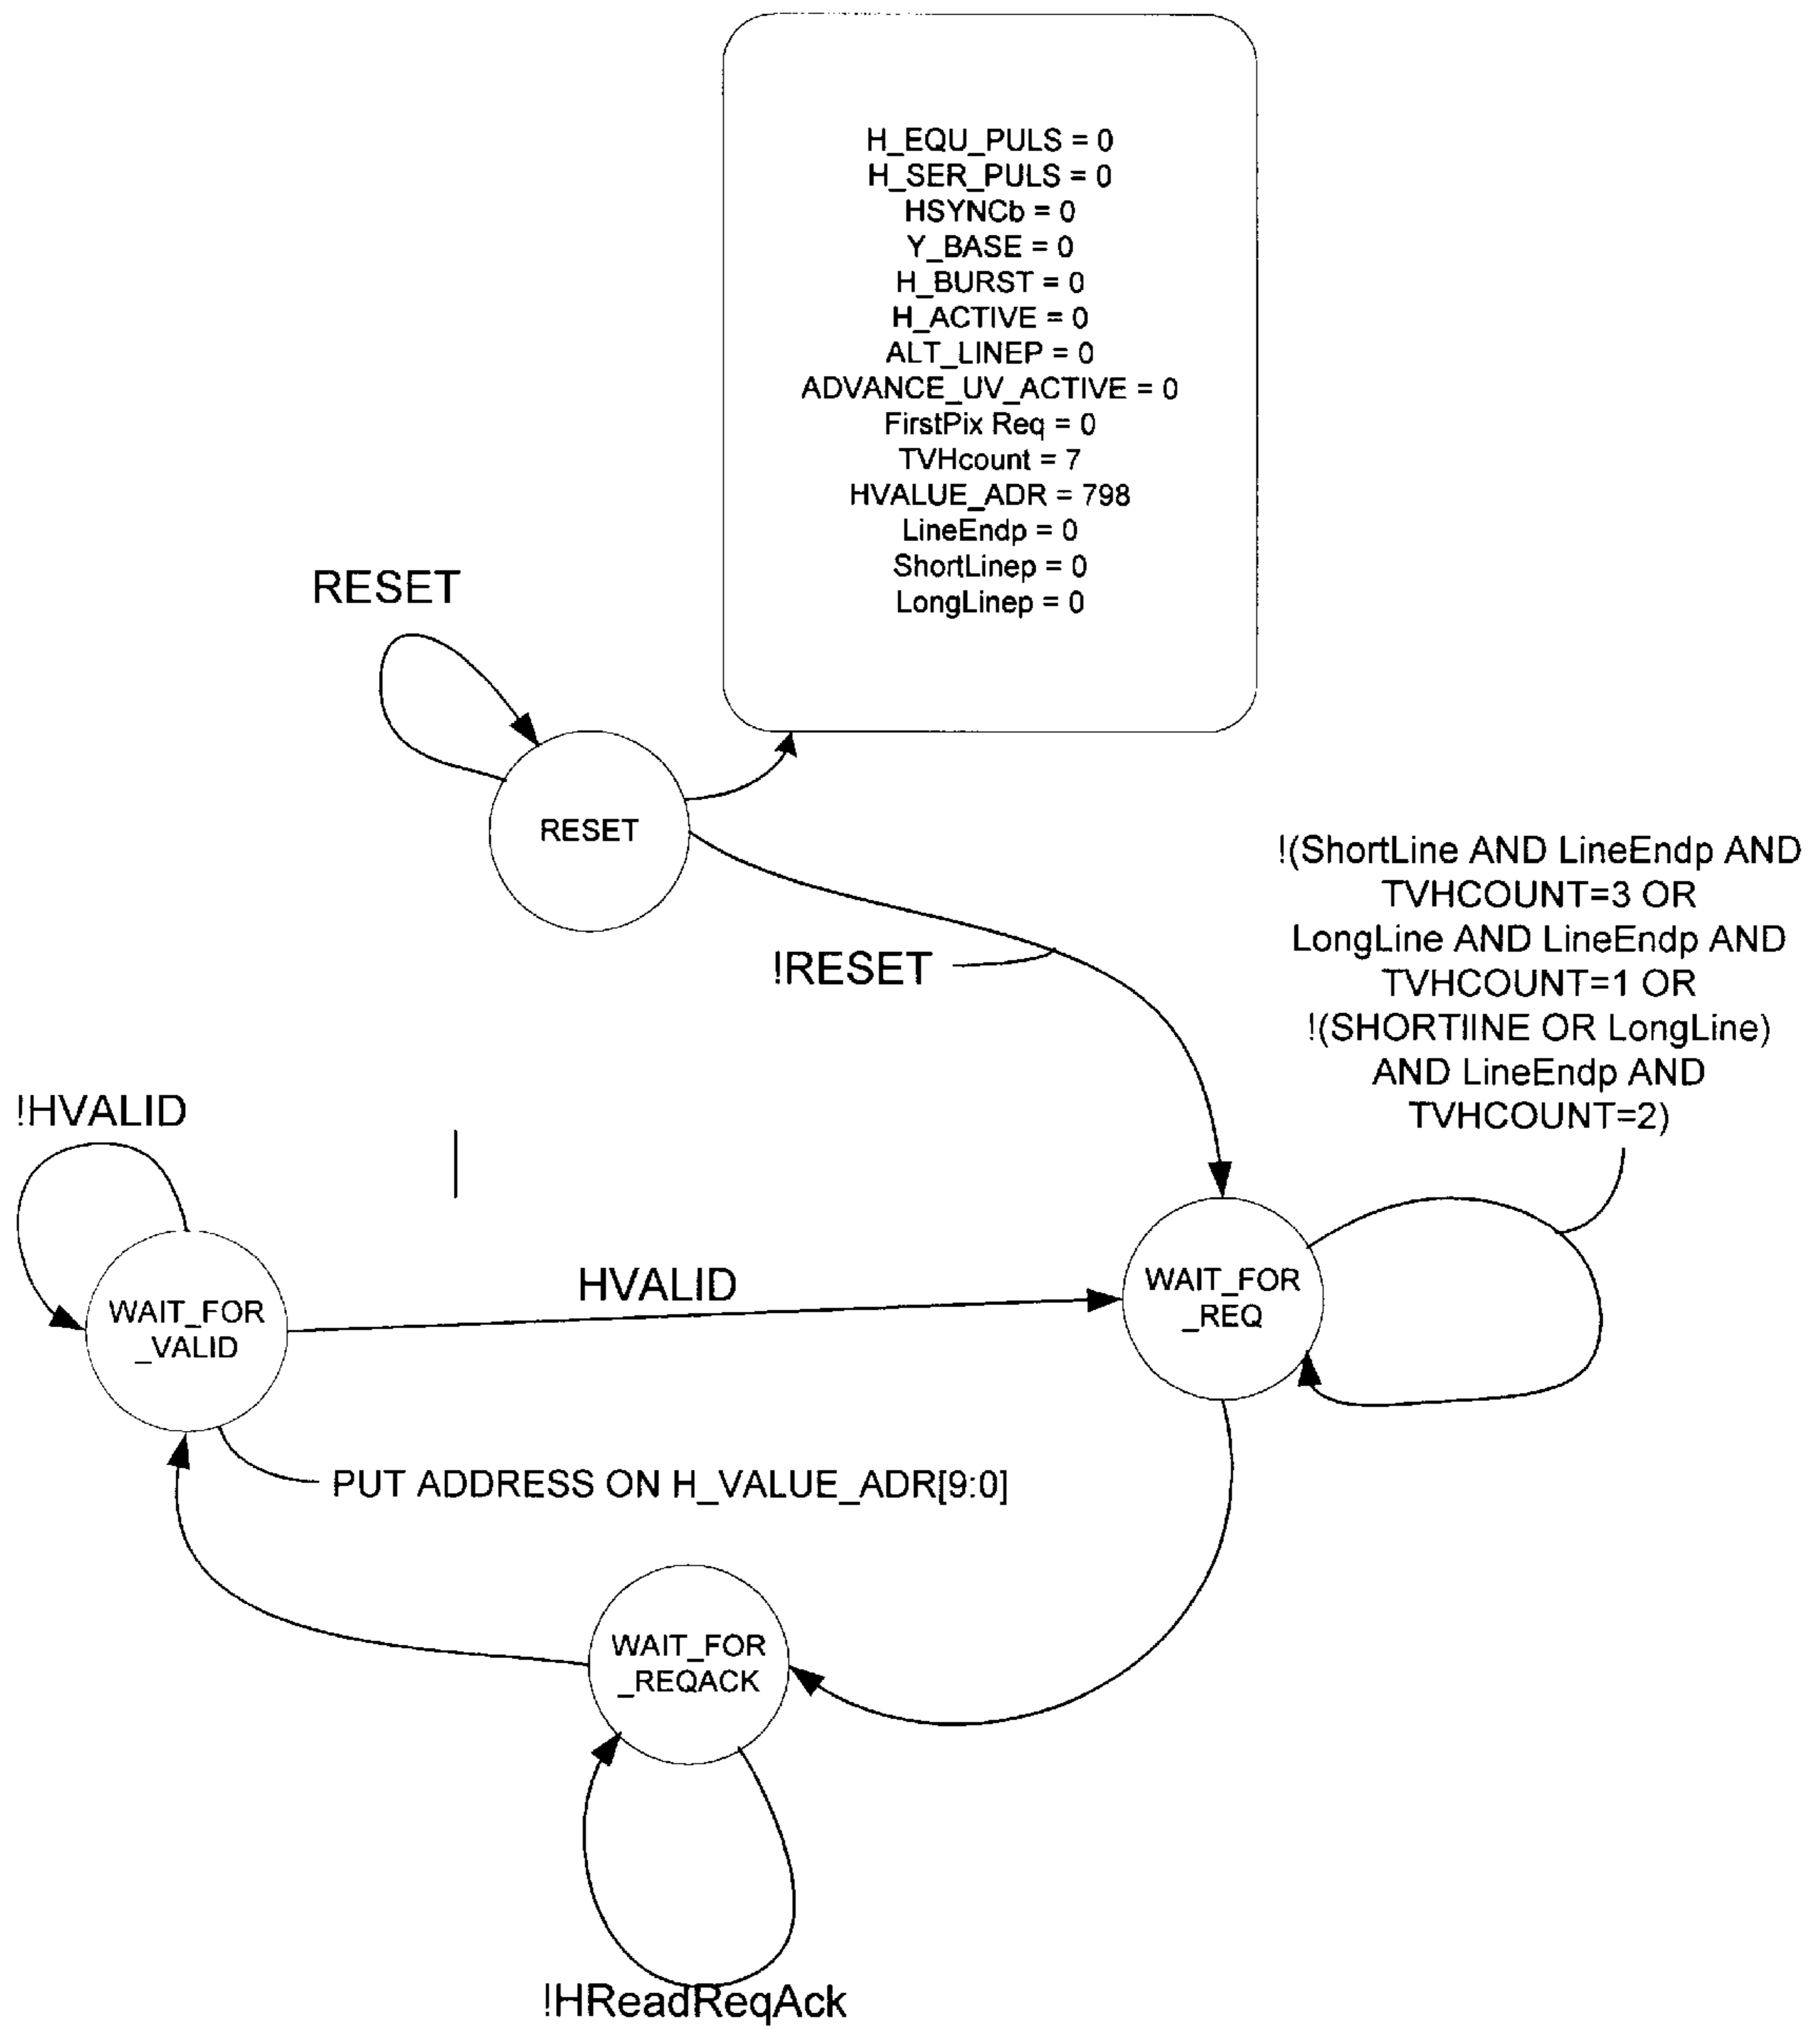 H_EQU_PULS = 0
H_SER_PULS = 0
HSYNCb = 0
Y_BASE = 0
H_BURST = 0
H_ACTIVE = 0
ALT_LINEP = 0
ADVANCE_UV_ACTIVE = 0
FirstPix Req = 0
TVHcount = 7
HVALUE_ADR = 798
LineEndp = 0
ShortLinep = 0
LongLinep = 0
RESET
RESET
!(ShortLine AND LineEndp AND
TVHCOUNT=3 OR
LongLine AND LineEndp AND
TVHCOUNT=1 OR
!(SHORTIINE OR LongLine)
AND LineEndp AND
TVHCOUNT=2)
!RESET
!HVALID
HVALID
WAIT_FOR
_REQ
WAIT_FOR
_VALID
PUT ADDRESS ON H_VALUE_ADR[9:0]
WAIT_FOR
_REQACK
!HReadReqAck